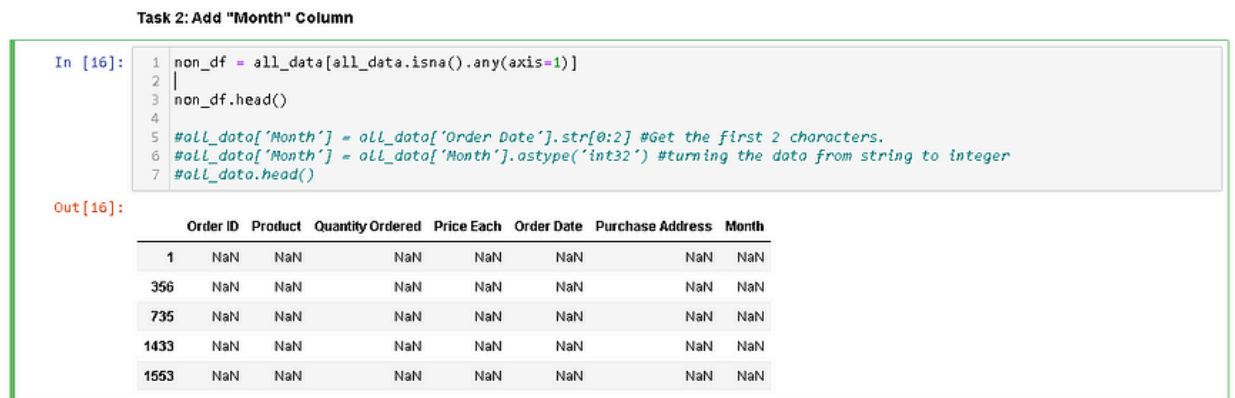 Task 2: Add "Month" Column
In [16]:
1 non_df = all_data[all_data.isna().any(axis=1)]
2
3 non_df.head()
4
5 #all_data['Month'] = all_data['Order Date'].str[0:2] #Get the first 2 characters.
6 #all_data['Month'] = all_data['Month'].astype('int32') #turning the data from string to integer
7 #all_data.head()
Out[16]:
Order ID Product Quantity Ordered Price Each Order Date Purchase Address Month
1 NaN NaN NaN NaN NaN NaN NaN
356 NaN NaN NaN NaN NaN NaN NaN
735 NaN NaN NaN NaN NaN NaN NaN
1433 NaN NaN NaN NaN NaN NaN NaN
1553 NaN NaN NaN NaN NaN NaN NaN